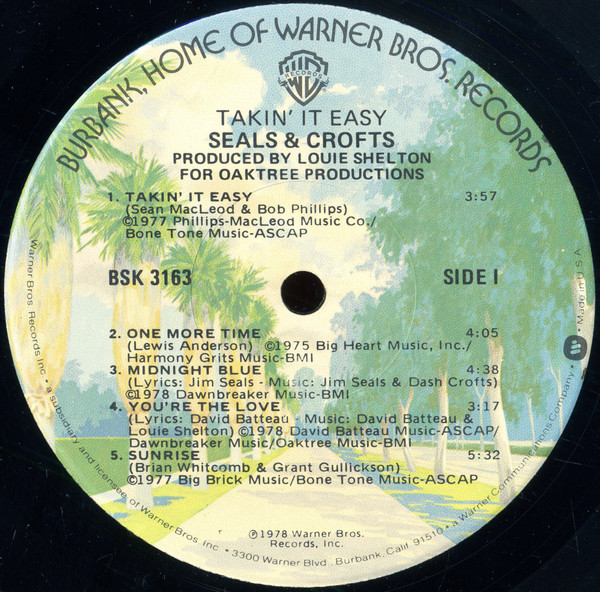 BURBANK, HOME OF WARNER BROS. RECORDS
WB
RECORDS
TAKIN' IT EASY
SEALS & CROFTS
PRODUCED BY LOUIE SHELTON
FOR OAKTREE PRODUCTIONS
1. TAKIN' IT EASY 3:57
(Sean MacLeod & Bob Phillips)
©1977 Phillips-MacLeod Music Co./
Bone Tone Music-ASCAP
BSK 3163 SIDE I
2. ONE MORE TIME 4:05
(Lewis Anderson) ©1975 Big Heart Music, Inc./
Harmony Grits Music-BMI
3. MIDNIGHT BLUE 4:38
(Lyrics: Jim Seals - Music: Jim Seals & Dash Crofts)
©1978 Dawnbreaker Music-BMI
4. YOU'RE THE LOVE 3:17
(Lyrics: David Batteau - Music: David Batteau &
Louie Shelton) ©1978 David Batteau Music-ASCAP/
Dawnbreaker Music/Oaktree Music-BMI
5. SUNRISE 5:32
(Brian Whitcomb & Grant Gullickson)
©1977 Big Brick Music/Bone Tone Music-ASCAP
℗1978 Warner Bros.
Records, Inc.
Warner Bros. Records Inc. • a subsidiary and licensee of Warner Bros. Inc. • 3300 Warner Blvd., Burbank, Calif. 91510 • a Warner Communications Company • Made in U.S.A.